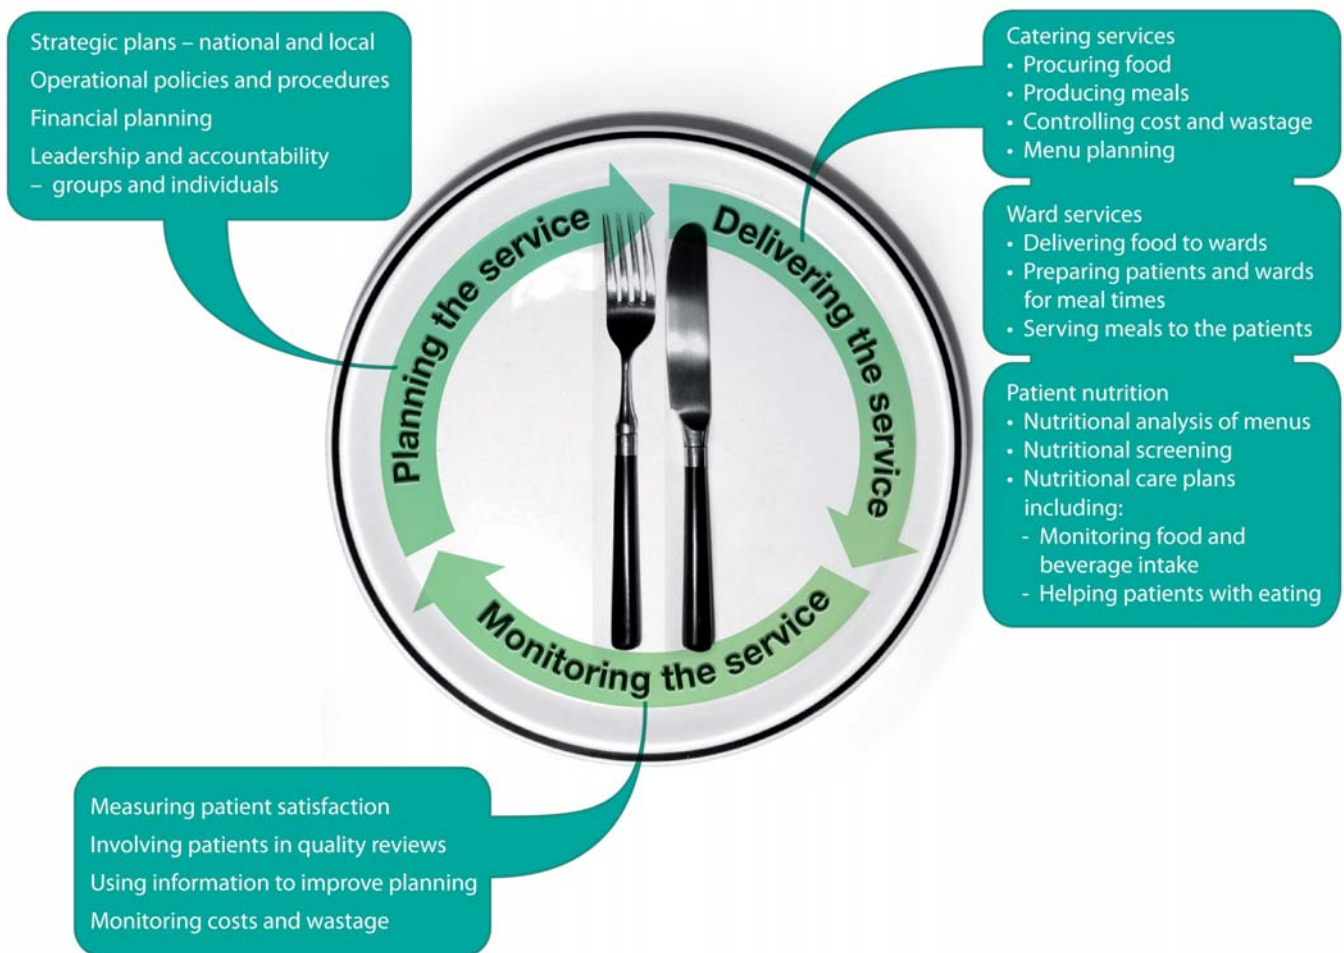 Strategic plans – national and local
Operational policies and procedures
Financial planning
Leadership and accountability
– groups and individuals
Planning the service
Delivering the service
Monitoring the service
Catering services
• Procuring food
• Producing meals
• Controlling cost and wastage
• Menu planning
Ward services
• Delivering food to wards
• Preparing patients and wards
for meal times
• Serving meals to the patients
Patient nutrition
• Nutritional analysis of menus
• Nutritional screening
• Nutritional care plans
including:
- Monitoring food and
beverage intake
- Helping patients with eating
Measuring patient satisfaction
Involving patients in quality reviews
Using information to improve planning
Monitoring costs and wastage